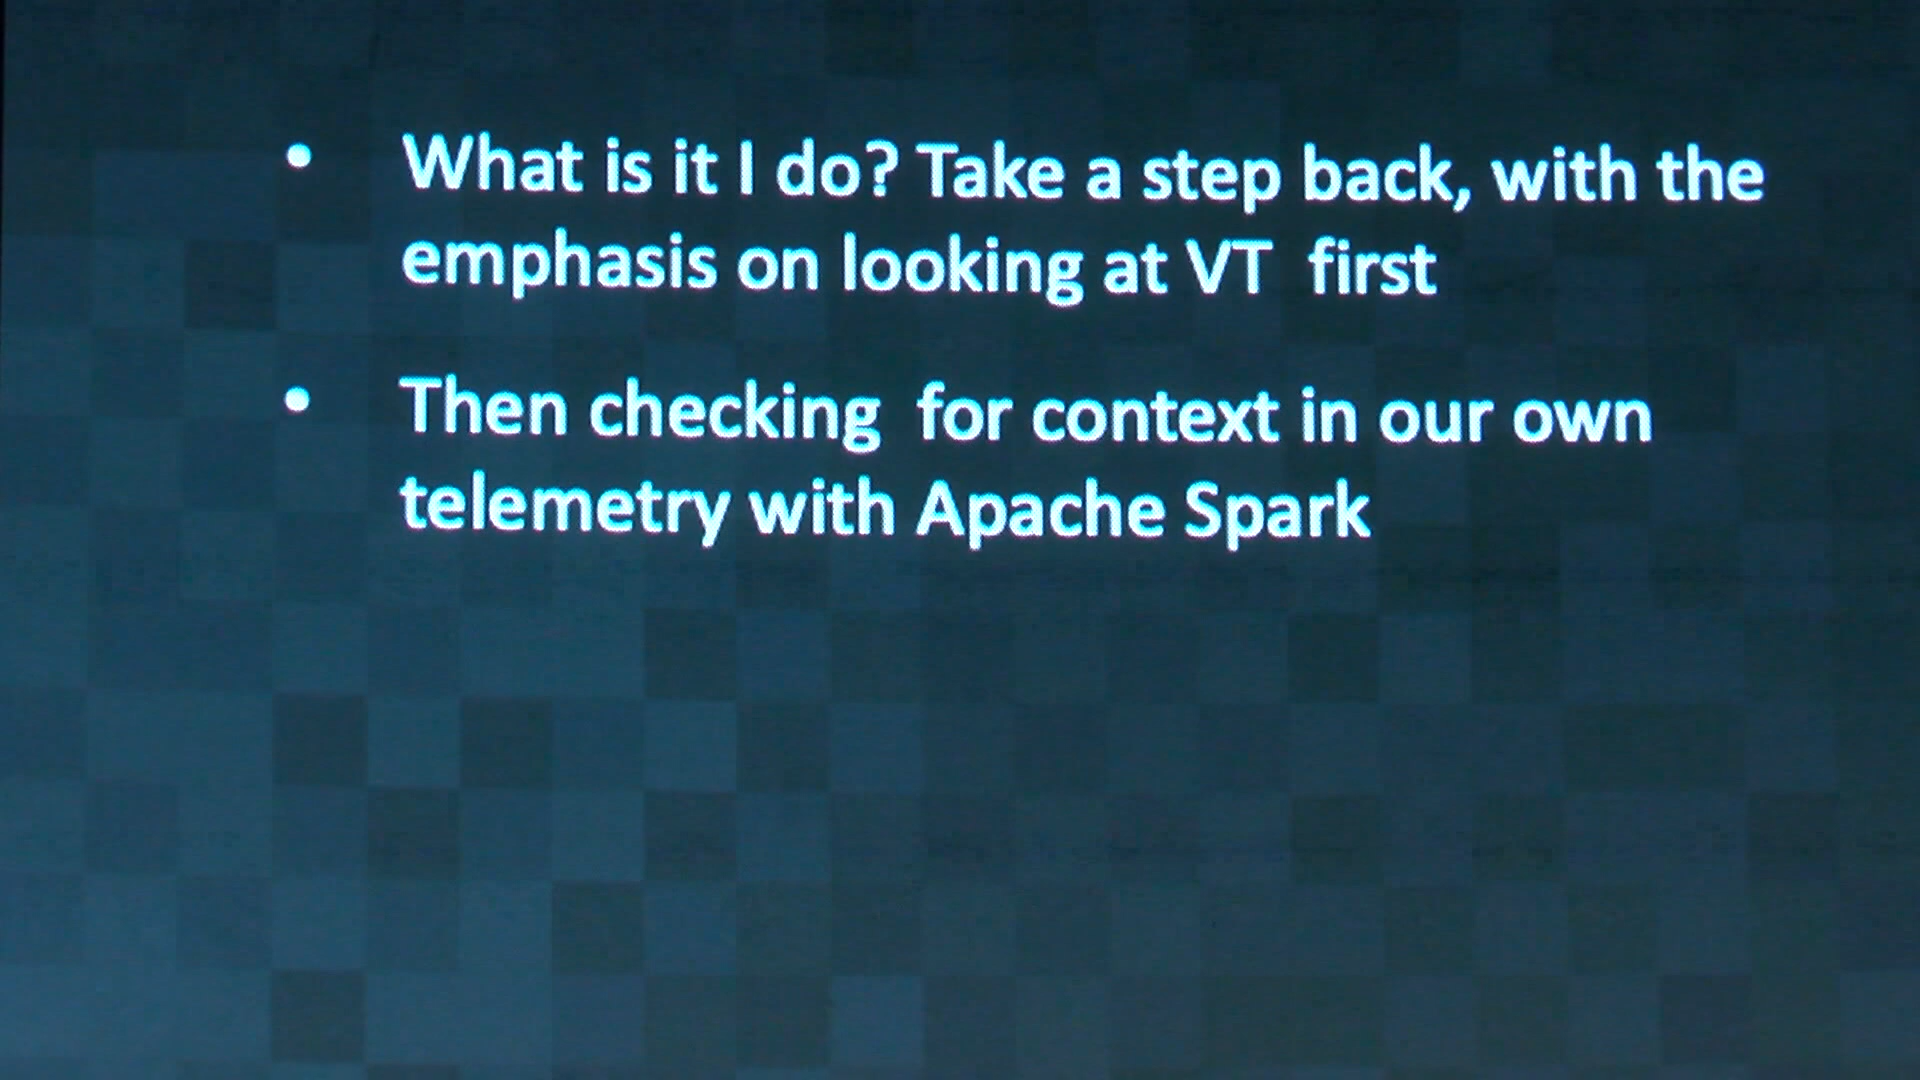 • What is it I do? Take a step back, with the
emphasis on looking at VT  first
• Then checking  for context in our own
telemetry with Apache Spark